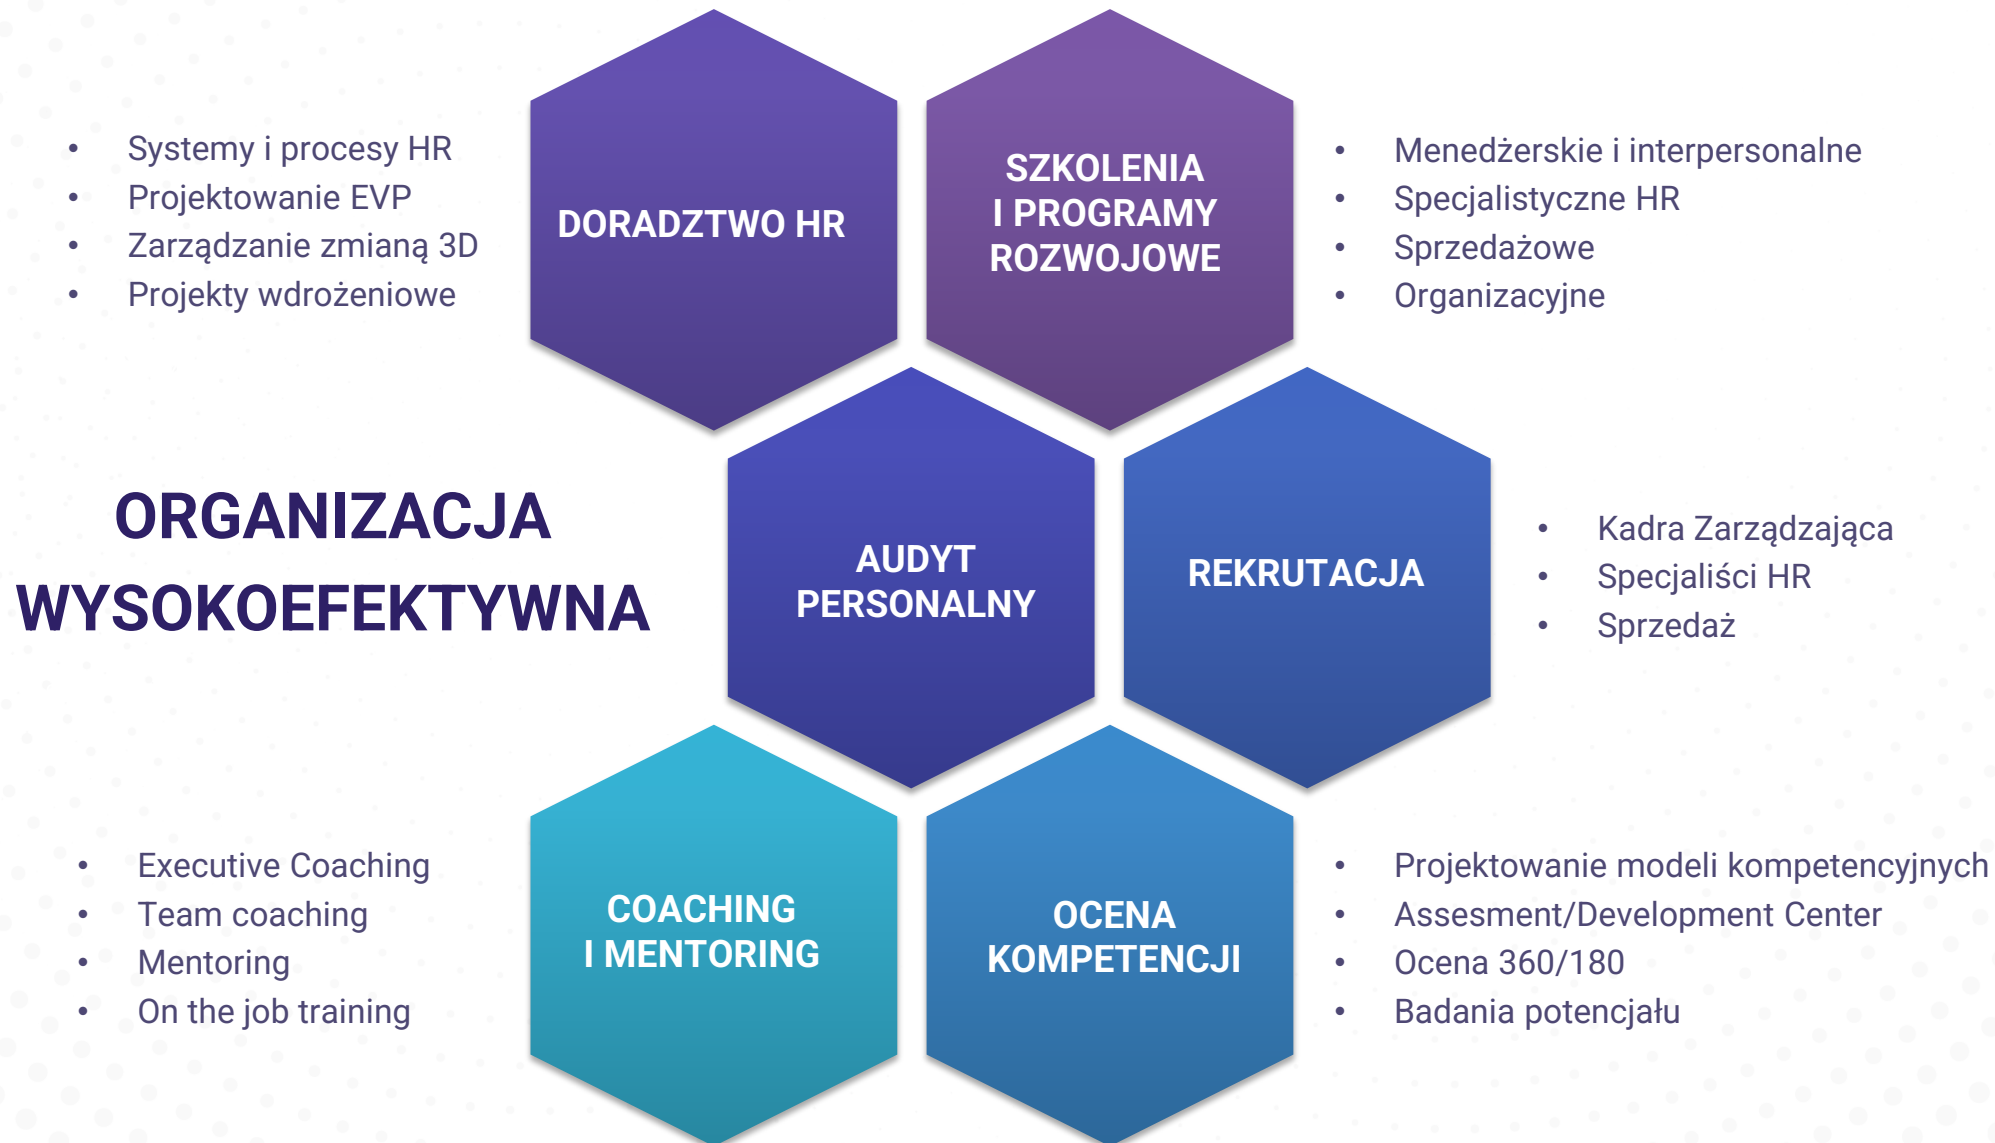 • Systemy i procesy HR
• Projektowanie EVP
• Zarządzanie zmianą 3D
• Projekty wdrożeniowe
DORADZTWO HR
SZKOLENIA
I PROGRAMY
ROZWOJOWE
• Menedżerskie i interpersonalne
• Specjalistyczne HR
• Sprzedażowe
• Organizacyjne
ORGANIZACJA
WYSOKOEFEKTYWNA
AUDYT
PERSONALNY
REKRUTACJA
• Kadra Zarządzająca
• Specjaliści HR
• Sprzedaż
• Executive Coaching
• Team coaching
• Mentoring
• On the job training
COACHING
I MENTORING
OCENA
KOMPETENCJI
• Projektowanie modeli kompetencyjnych
• Assesment/Development Center
• Ocena 360/180
• Badania potencjału